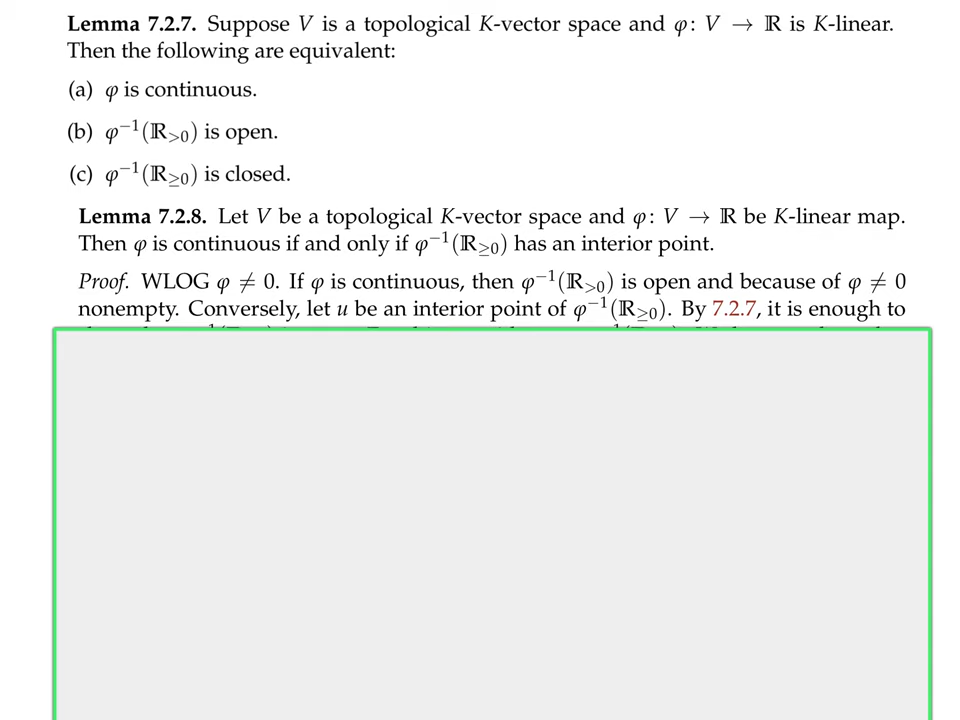 Lemma 7.2.7. Suppose V is a topological K-vector space and φ: V → ℝ is K-linear.
Then the following are equivalent:
(a) φ is continuous.
(b) φ⁻¹(ℝ>0) is open.
(c) φ⁻¹(ℝ≥0) is closed.
Lemma 7.2.8. Let V be a topological K-vector space and φ: V → ℝ be K-linear map.
Then φ is continuous if and only if φ⁻¹(ℝ≥0) has an interior point.
Proof. WLOG φ ≠ 0. If φ is continuous, then φ⁻¹(ℝ>0) is open and because of φ ≠ 0
nonempty. Conversely, let u be an interior point of φ⁻¹(ℝ≥0). By 7.2.7, it is enough to